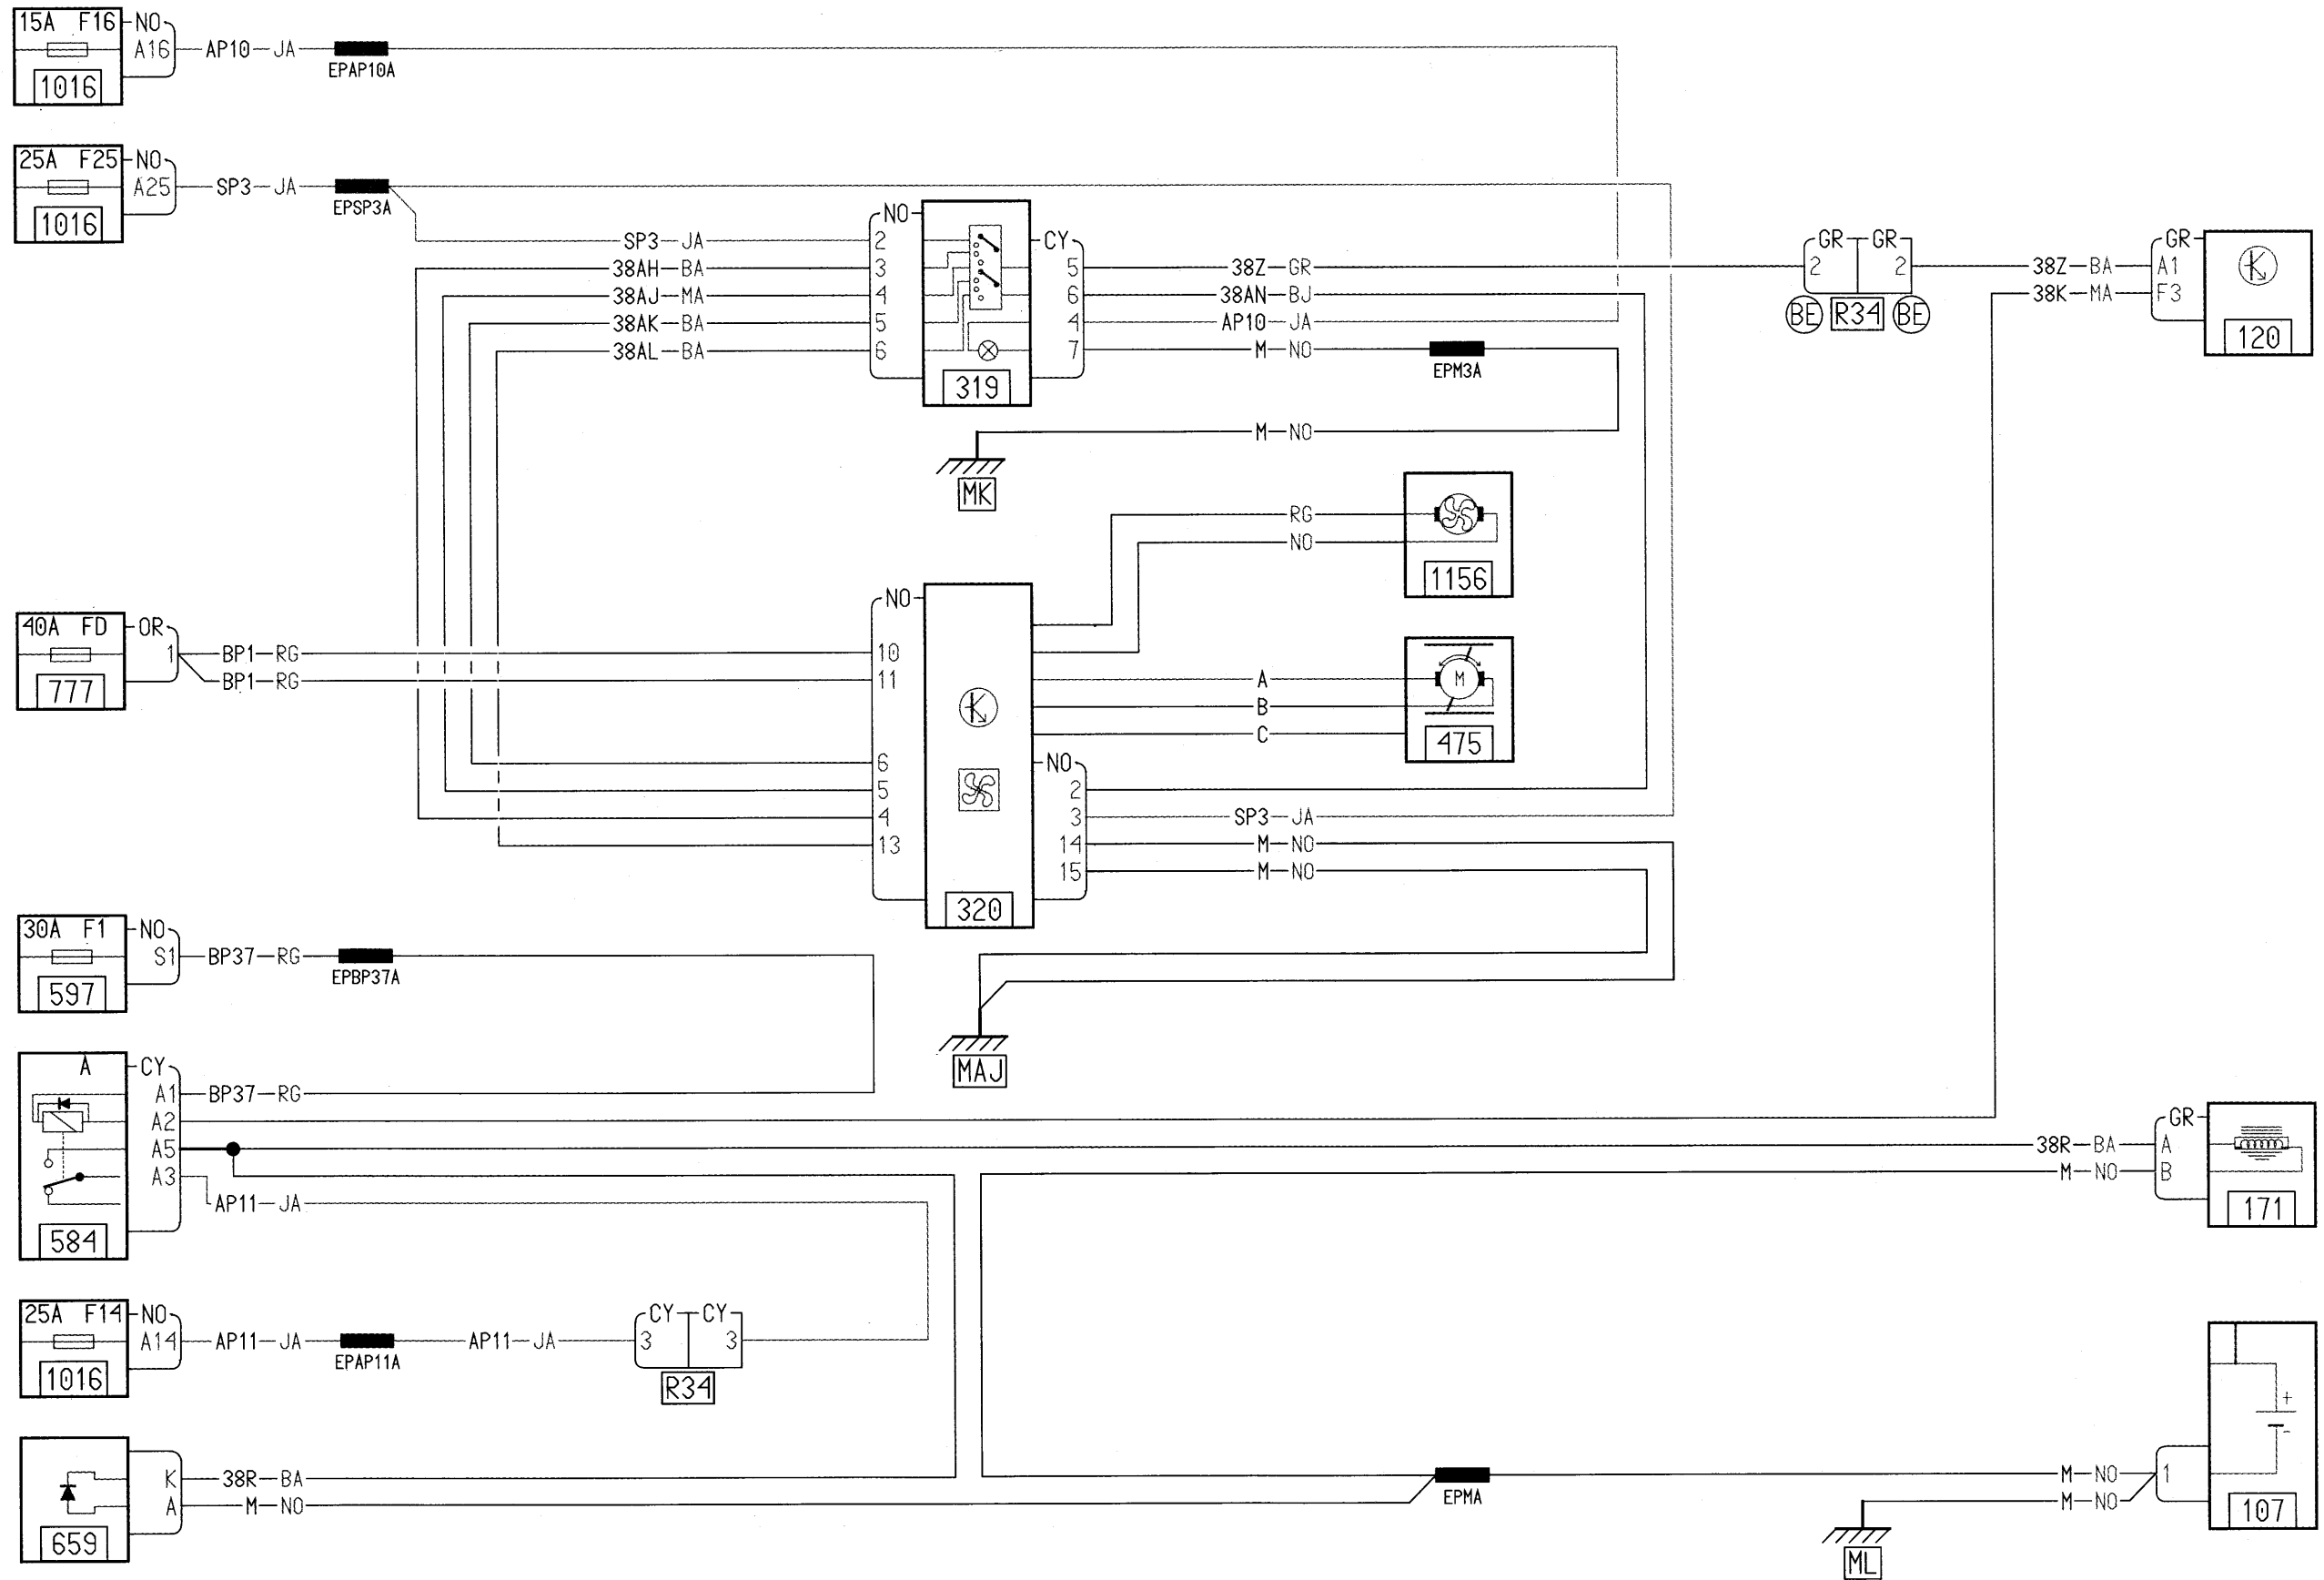 15A F16 NO
A16 AP10 JA
EPAP10A
1016
25A F25 NO
A25 SP3 JA
EPSP3A
1016
NO
2 SP3 JA
3 38AH BA
4 38AJ MA
5 38AK BA
6 38AL BA
319
CY
5 38Z GR
6 38AN BJ
4 AP10 JA
7 M NO
EPM3A
M NO
MK
GR GR
2 2
BE R34 BE
GR
38Z BA A1
38K MA F3
120
RG
NO
1156
40A FD OR
1 BP1 RG
BP1 RG
777
NO
10
11
6
5
4
13
320
A
B
C
M
475
NO
2
3 SP3 JA
14 M NO
15 M NO
MAJ
30A F1 NO
S1 BP37 RG
EPBP37A
597
A CY
A1 BP37 RG
A2
A5
A3
AP11 JA
584
GR
38R BA A
M NO B
171
25A F14 NO
A14 AP11 JA
EPAP11A
AP11 JA
1016
CY CY
3 3
R34
K 38R BA
A M NO
659
EPMA
M NO 1
M NO
+
-
107
ML